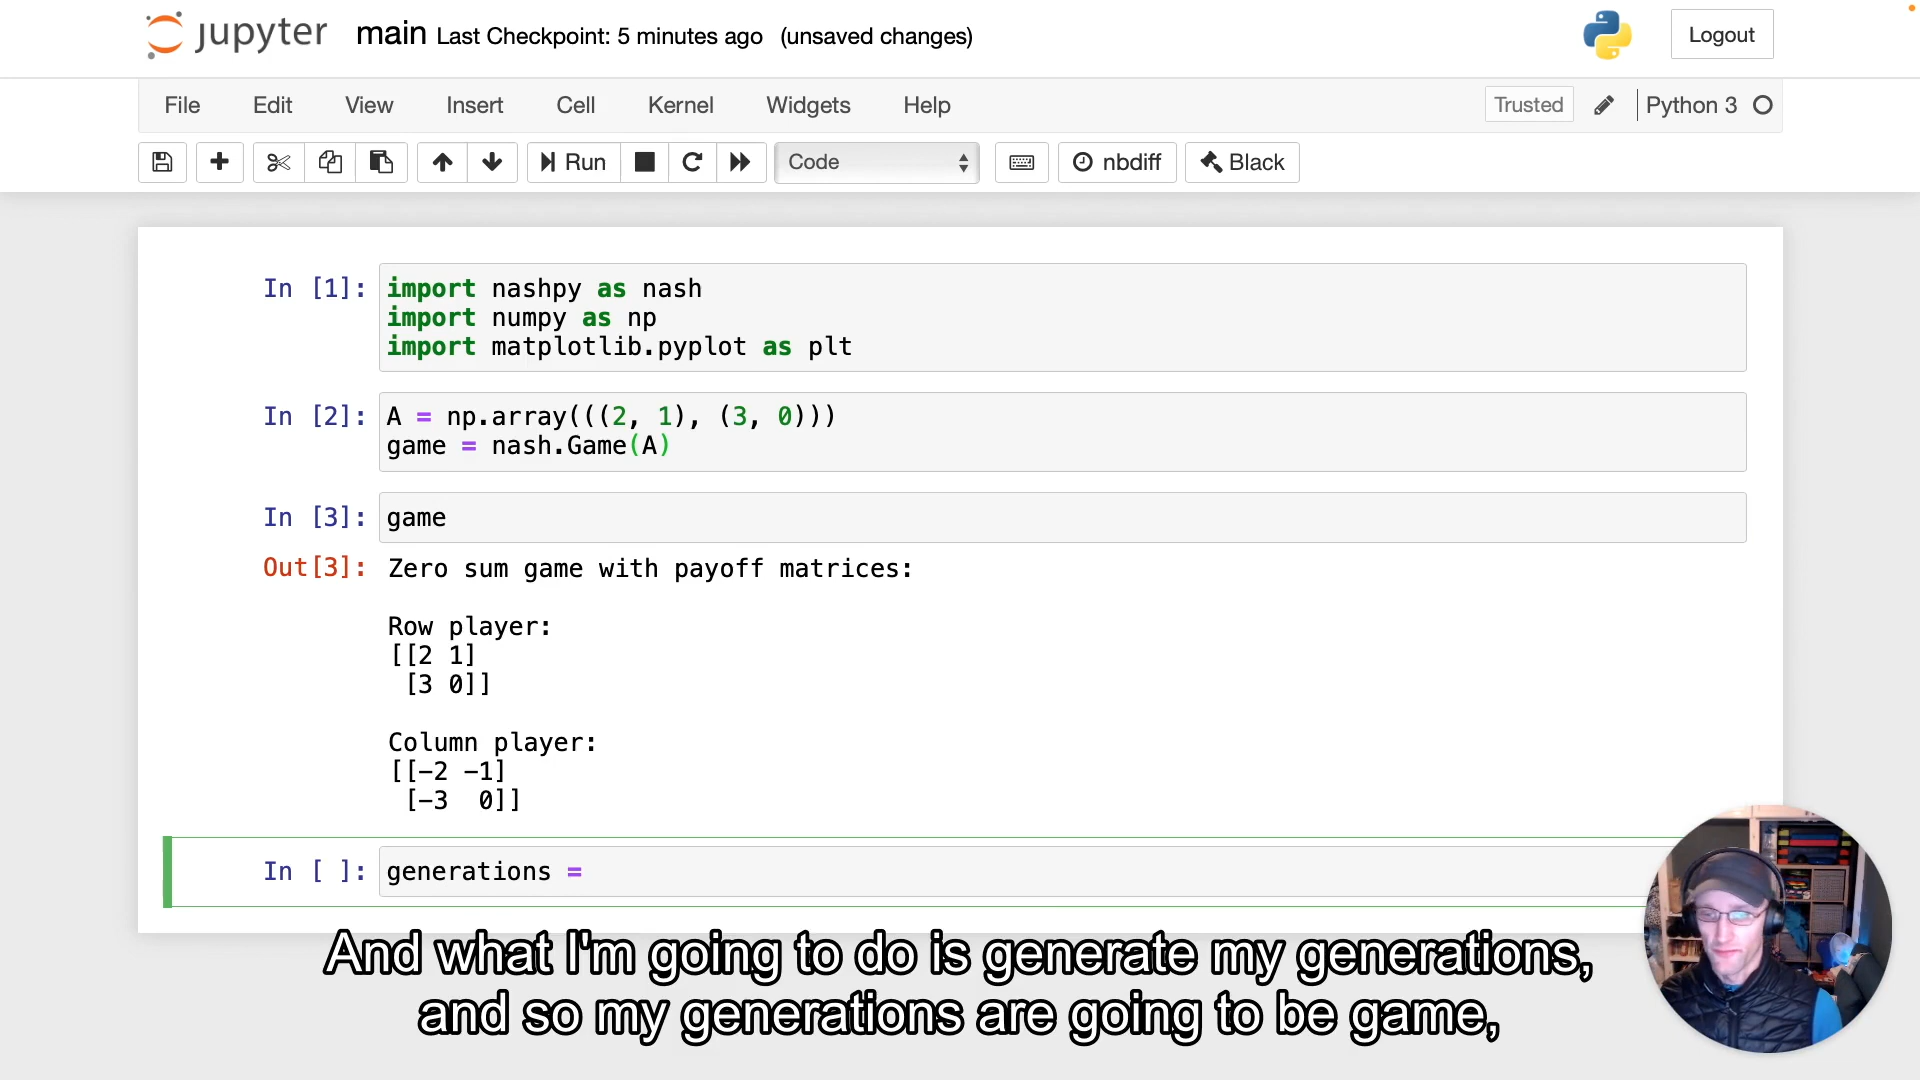 jupyter main Last Checkpoint: 5 minutes ago (unsaved changes) Logout
File Edit View Insert Cell Kernel Widgets Help Trusted Python 3
Run Code nbdiff Black
In [1]: import nashpy as nash
import numpy as np
import matplotlib.pyplot as plt
In [2]: A = np.array(((2, 1), (3, 0)))
game = nash.Game(A)
In [3]: game
Out[3]: Zero sum game with payoff matrices:
Row player:
[[2 1]
[3 0]]
Column player:
[[-2 -1]
[-3  0]]
In [ ]: generations =
And what I'm going to do is generate my generations,
and so my generations are going to be game,